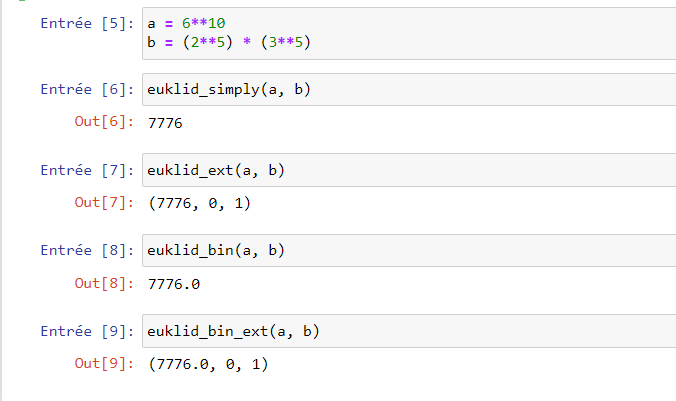 Entrée [5]: a = 6**10
b = (2**5) * (3**5)
Entrée [6]: euklid_simply(a, b)
Out[6]: 7776
Entrée [7]: euklid_ext(a, b)
Out[7]: (7776, 0, 1)
Entrée [8]: euklid_bin(a, b)
Out[8]: 7776.0
Entrée [9]: euklid_bin_ext(a, b)
Out[9]: (7776.0, 0, 1)